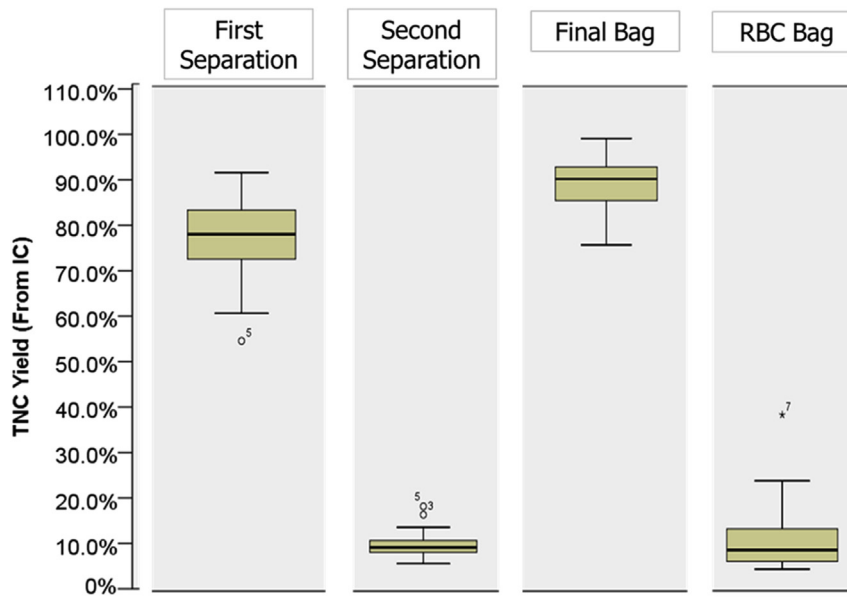 First
Separation
Second
Separation
Final Bag
RBC Bag
TNC Yield (From IC)
110.0%
100.0%
90.0%
80.0%
70.0%
60.0%
50.0%
40.0%
30.0%
20.0%
10.0%
0%
5
5
3
7